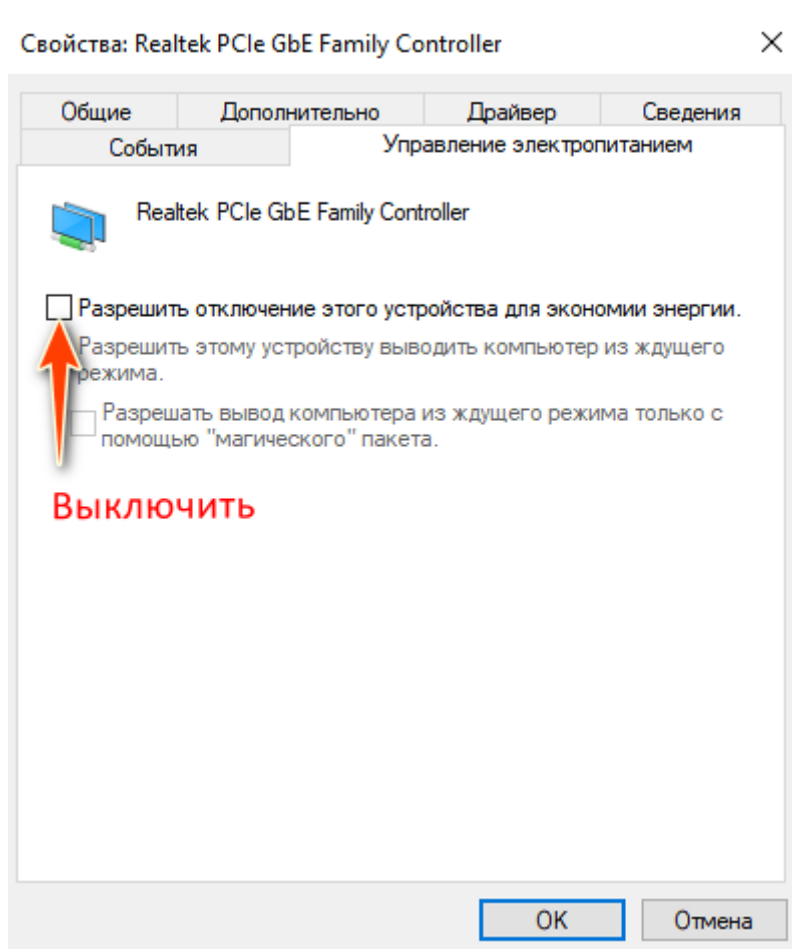 Свойства: Realtek PCIe GbE Family Controller
Общие Дополнительно Драйвер Сведения
События Управление электропитанием
Realtek PCIe GbE Family Controller
Разрешить отключение этого устройства для экономии энергии.
Разрешить этому устройству выводить компьютер из ждущего
режима.
Разрешать вывод компьютера из ждущего режима только с
помощью "магического" пакета.
Выключить
OK Отмена